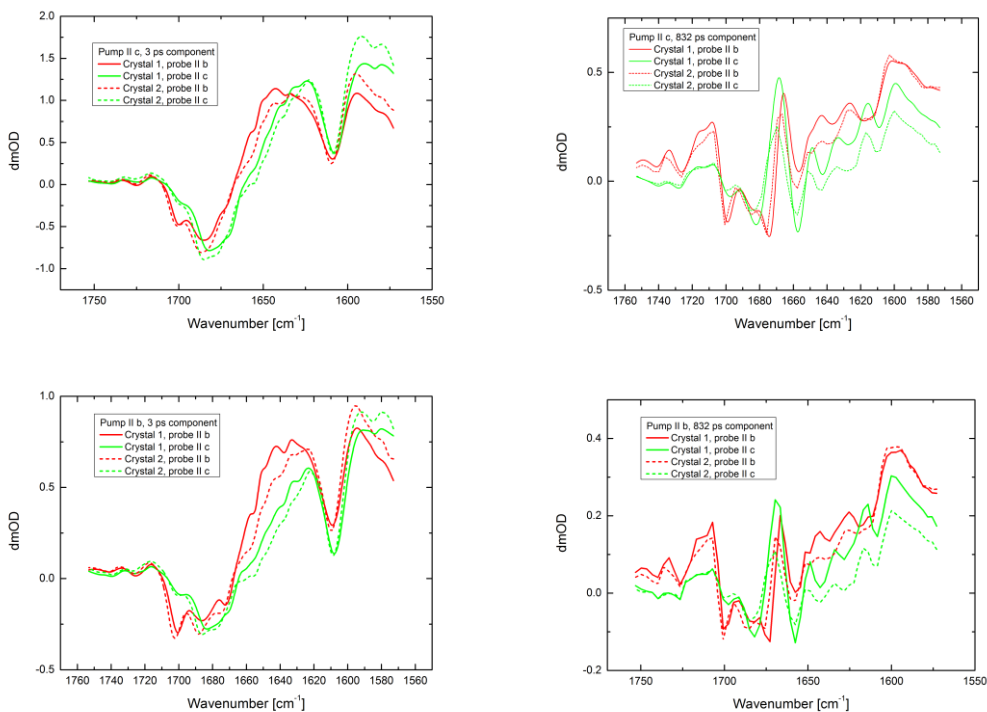 2.0
1.5
1.0
0.5
0.0
-0.5
-1.0
dmOD
Pump II c, 3 ps component
Crystal 1, probe II b
Crystal 1, probe II c
Crystal 2, probe II b
Crystal 2, probe II c
1750 1700 1650 1600 1550
Wavenumber [cm⁻¹]
0.5
0.0
-0.5
dmOD
Pump II c, 832 ps component
Crystal 1, probe II b
Crystal 1, probe II c
Crystal 2, probe II b
Crystal 2, probe II c
1760 1740 1720 1700 1680 1660 1640 1620 1600 1580 1560
Wavenumber [cm⁻¹]
1.0
0.5
0.0
-0.5
dmOD
Pump II b, 3 ps component
Crystal 1, probe II b
Crystal 1, probe II c
Crystal 2, probe II b
Crystal 2, probe II c
1760 1740 1720 1700 1680 1660 1640 1620 1600 1580 1560
Wavenumber [cm⁻¹]
0.4
0.2
0.0
-0.2
dmOD
Pump II b, 832 ps component
Crystal 1, probe II b
Crystal 1, probe II c
Crystal 2, probe II b
Crystal 2, probe II c
1750 1700 1650 1600 1550
Wavenumber [cm⁻¹]